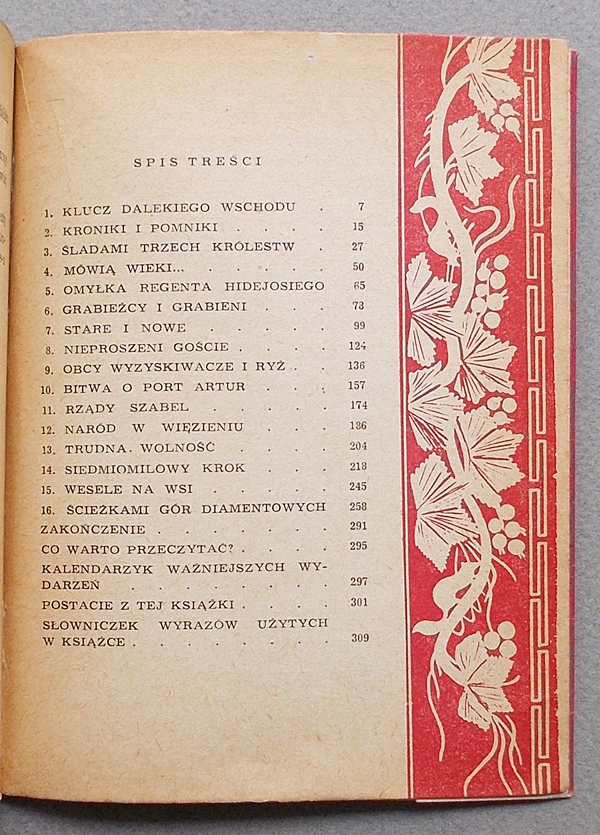 SPIS TREŚCI
1. KLUCZ DALEKIEGO WSCHODU . 7
2. KRONIKI I POMNIKI . . . . 15
3. ŚLADAMI TRZECH KRÓLESTW . 27
4. MÓWIĄ WIEKI... . . . . . 50
5. OMYŁKA REGENTA HIDEJOSIEGO 65
6. GRABIEŻCY I GRABIENI . . . 73
7. STARE I NOWE . . . . . 99
8. NIEPROSZENI GOŚCIE . . . . 124
9. OBCY WYZYSKIWACZE I RYŻ . . 136
10. BITWA O PORT ARTUR . . . 157
11. RZĄDY SZABEL . . . . . 174
12. NARÓD W WIĘZIENIU . . . 186
13. TRUDNA WOLNOŚĆ . . . . 204
14. SIEDMIOMILOWY KROK . . . 218
15. WESELE NA WSI . . . . . 245
16. ŚCIEŻKAMI GÓR DIAMENTOWYCH 258
ZAKOŃCZENIE . . . . . . 291
CO WARTO PRZECZYTAĆ? . . . . 295
KALENDARZYK WAŻNIEJSZYCH WY-
DARZEŃ . . . . . . . 297
POSTACIE Z TEJ KSIĄŻKI . . . . 301
SŁOWNICZEK WYRAZÓW UŻYTYCH
W KSIĄŻCE . . . . . . . 309